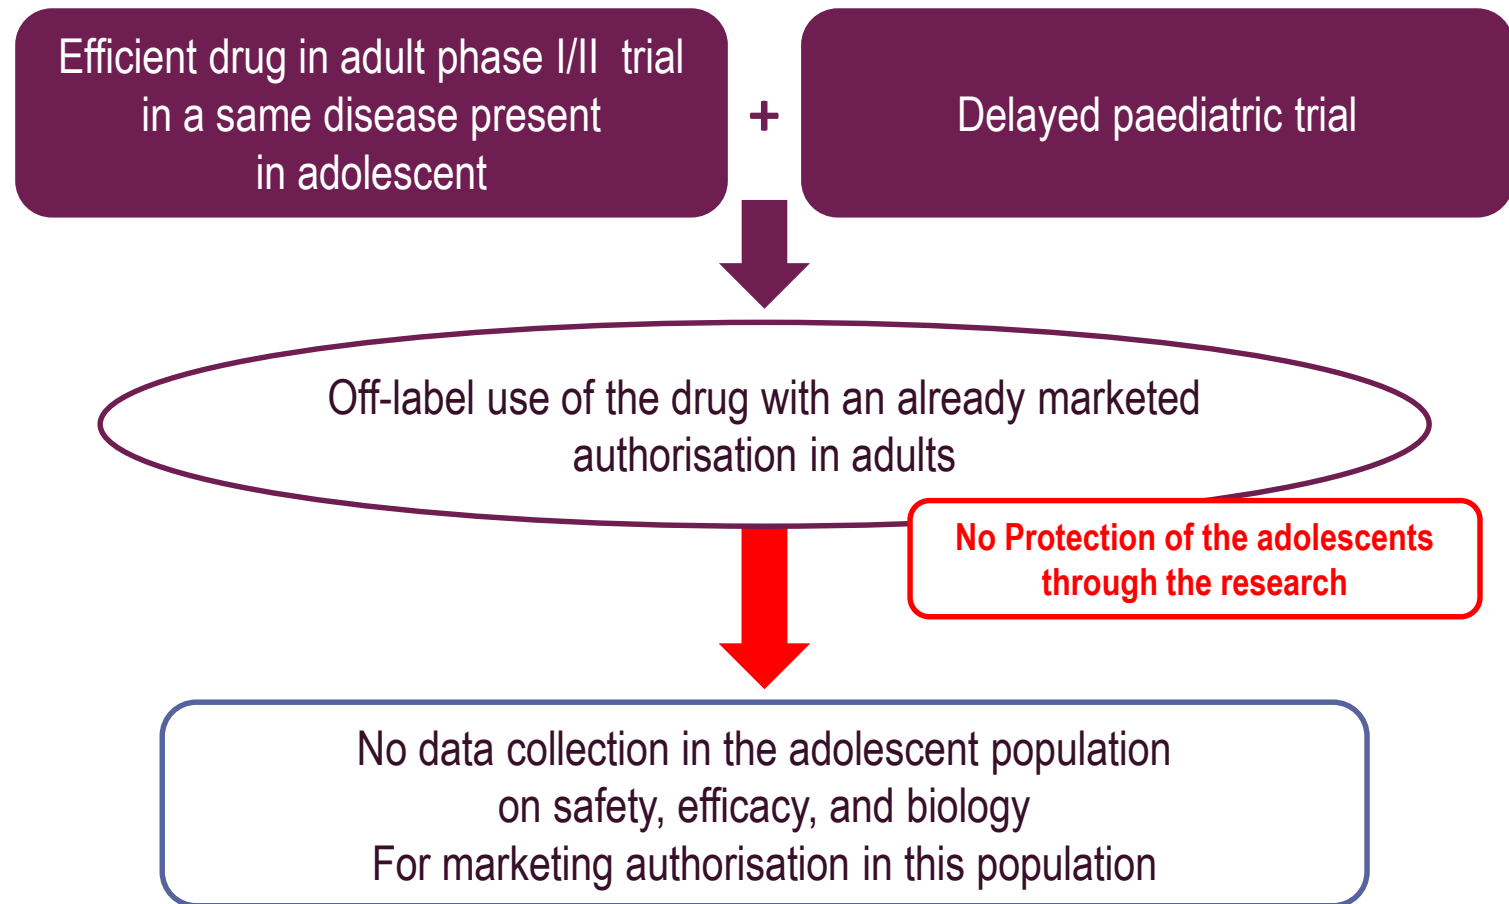 Efficient drug in adult phase I/II trial
in a same disease present
in adolescent
+
Delayed paediatric trial
Off-label use of the drug with an already marketed
authorisation in adults
No Protection of the adolescents
through the research
No data collection in the adolescent population
on safety, efficacy, and biology
For marketing authorisation in this population